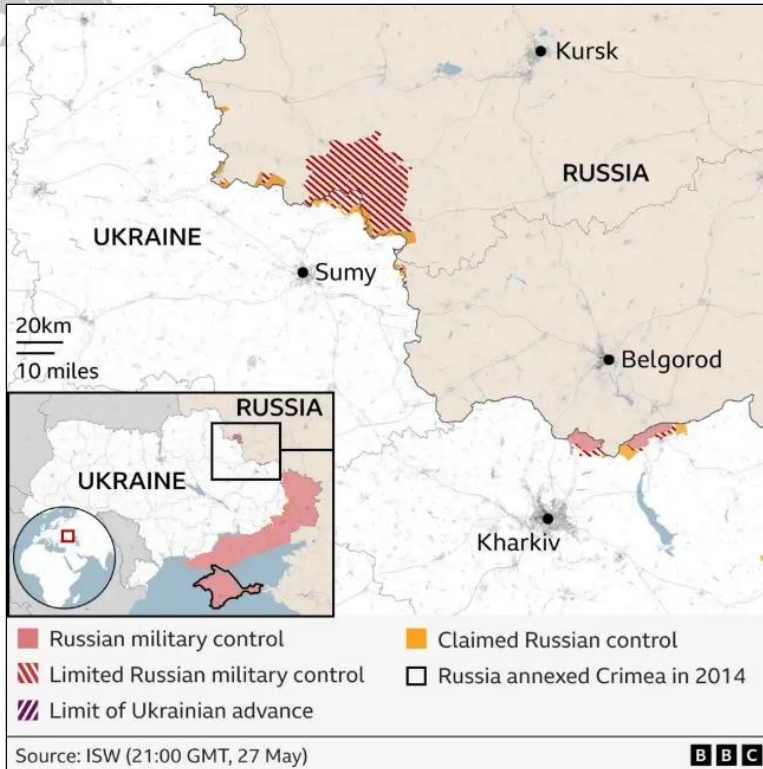 Kursk
RUSSIA
UKRAINE
Sumy
20km
10 miles
Belgorod
RUSSIA
UKRAINE
Kharkiv
Russian military control
Claimed Russian control
Limited Russian military control
Russia annexed Crimea in 2014
Limit of Ukrainian advance
Source: ISW (21:00 GMT, 27 May)
BBC